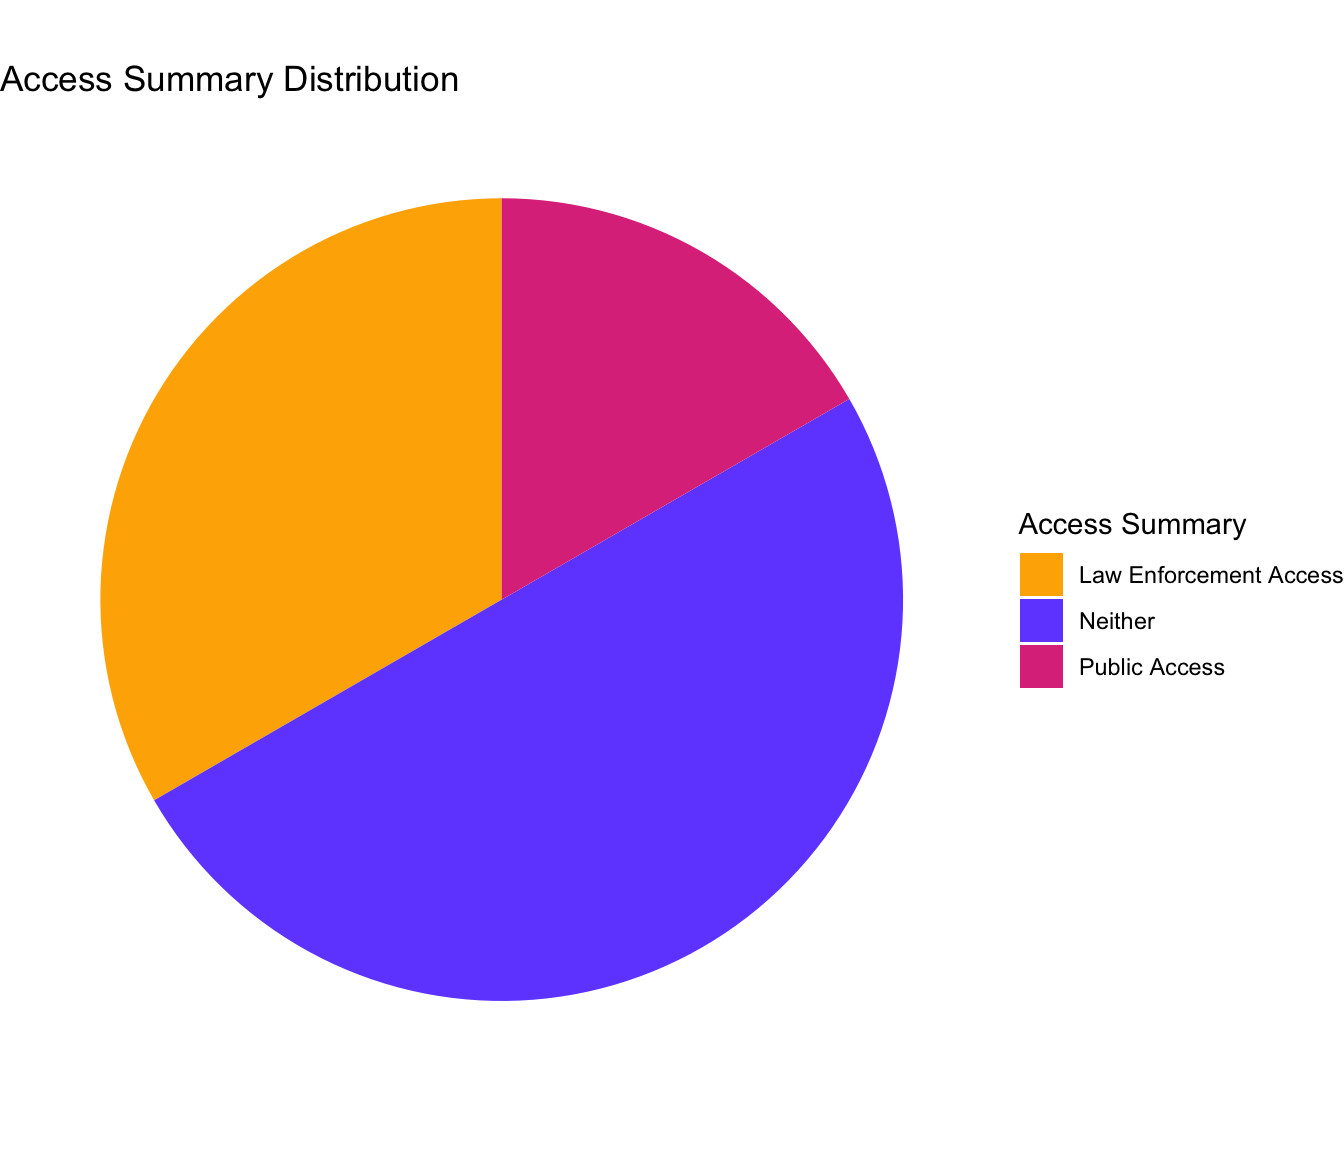 Access Summary Distribution
Access Summary
Law Enforcement Access
Neither
Public Access